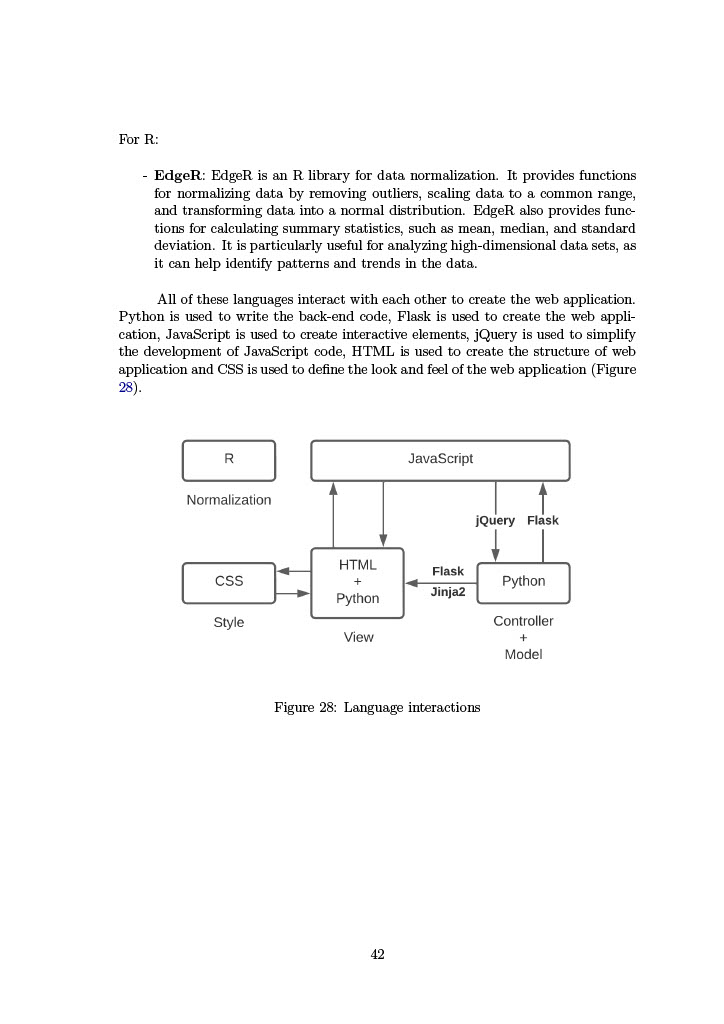 For R:
- EdgeR: EdgeR is an R library for data normalization. It provides functions
for normalizing data by removing outliers, scaling data to a common range,
and transforming data into a normal distribution. EdgeR also provides func-
tions for calculating summary statistics, such as mean, median, and standard
deviation. It is particularly useful for analyzing high-dimensional data sets, as
it can help identify patterns and trends in the data.
All of these languages interact with each other to create the web application.
Python is used to write the back-end code, Flask is used to create the web appli-
cation, JavaScript is used to create interactive elements, jQuery is used to simplify
the development of JavaScript code, HTML is used to create the structure of web
application and CSS is used to define the look and feel of the web application (Figure
28).
R
JavaScript
Normalization
jQuery
Flask
CSS
HTML
+
Python
Flask
Jinja2
Python
Style
View
Controller
+
Model
Figure 28: Language interactions
42